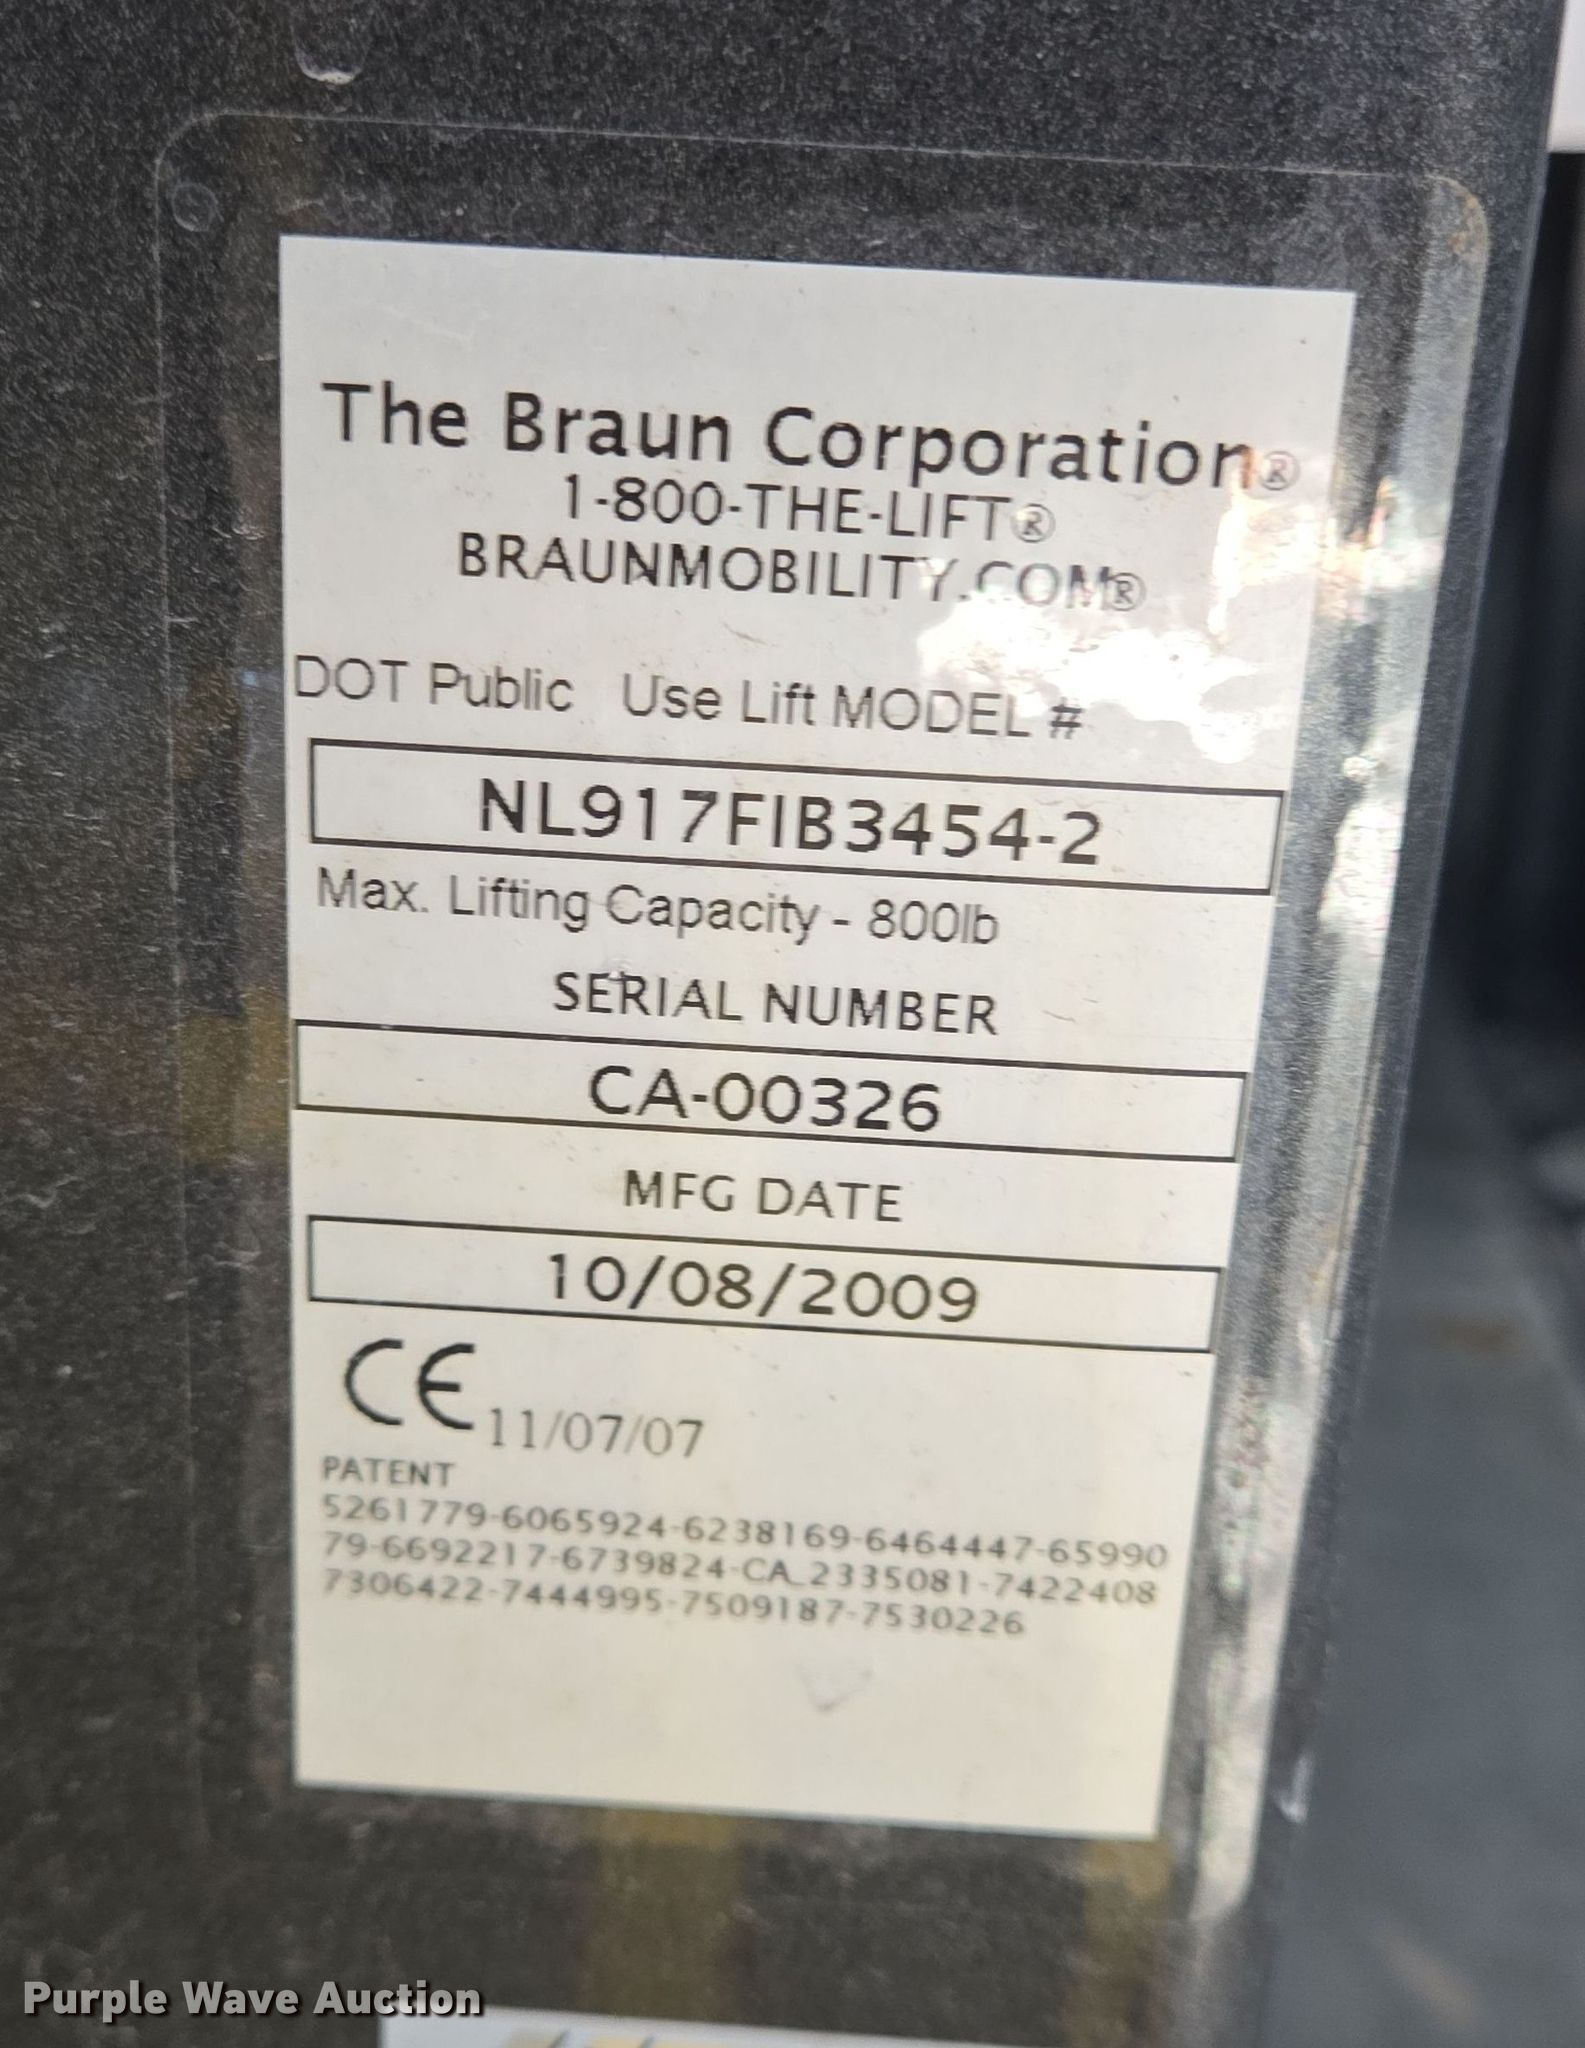 The Braun Corporation®
1-800-THE-LIFT®
BRAUNMOBILITY.COM®
DOT Public Use Lift MODEL #
NL917FIB3454-2
Max. Lifting Capacity - 800lb
SERIAL NUMBER
CA-00326
MFG DATE
10/08/2009
CE 11/07/07
PATENT
5261779-6065924-6238169-6464447-65990
79-6692217-6739824-CA 2335081-7422408
7306422-7444995-7509187-7530226
Purple Wave Auction